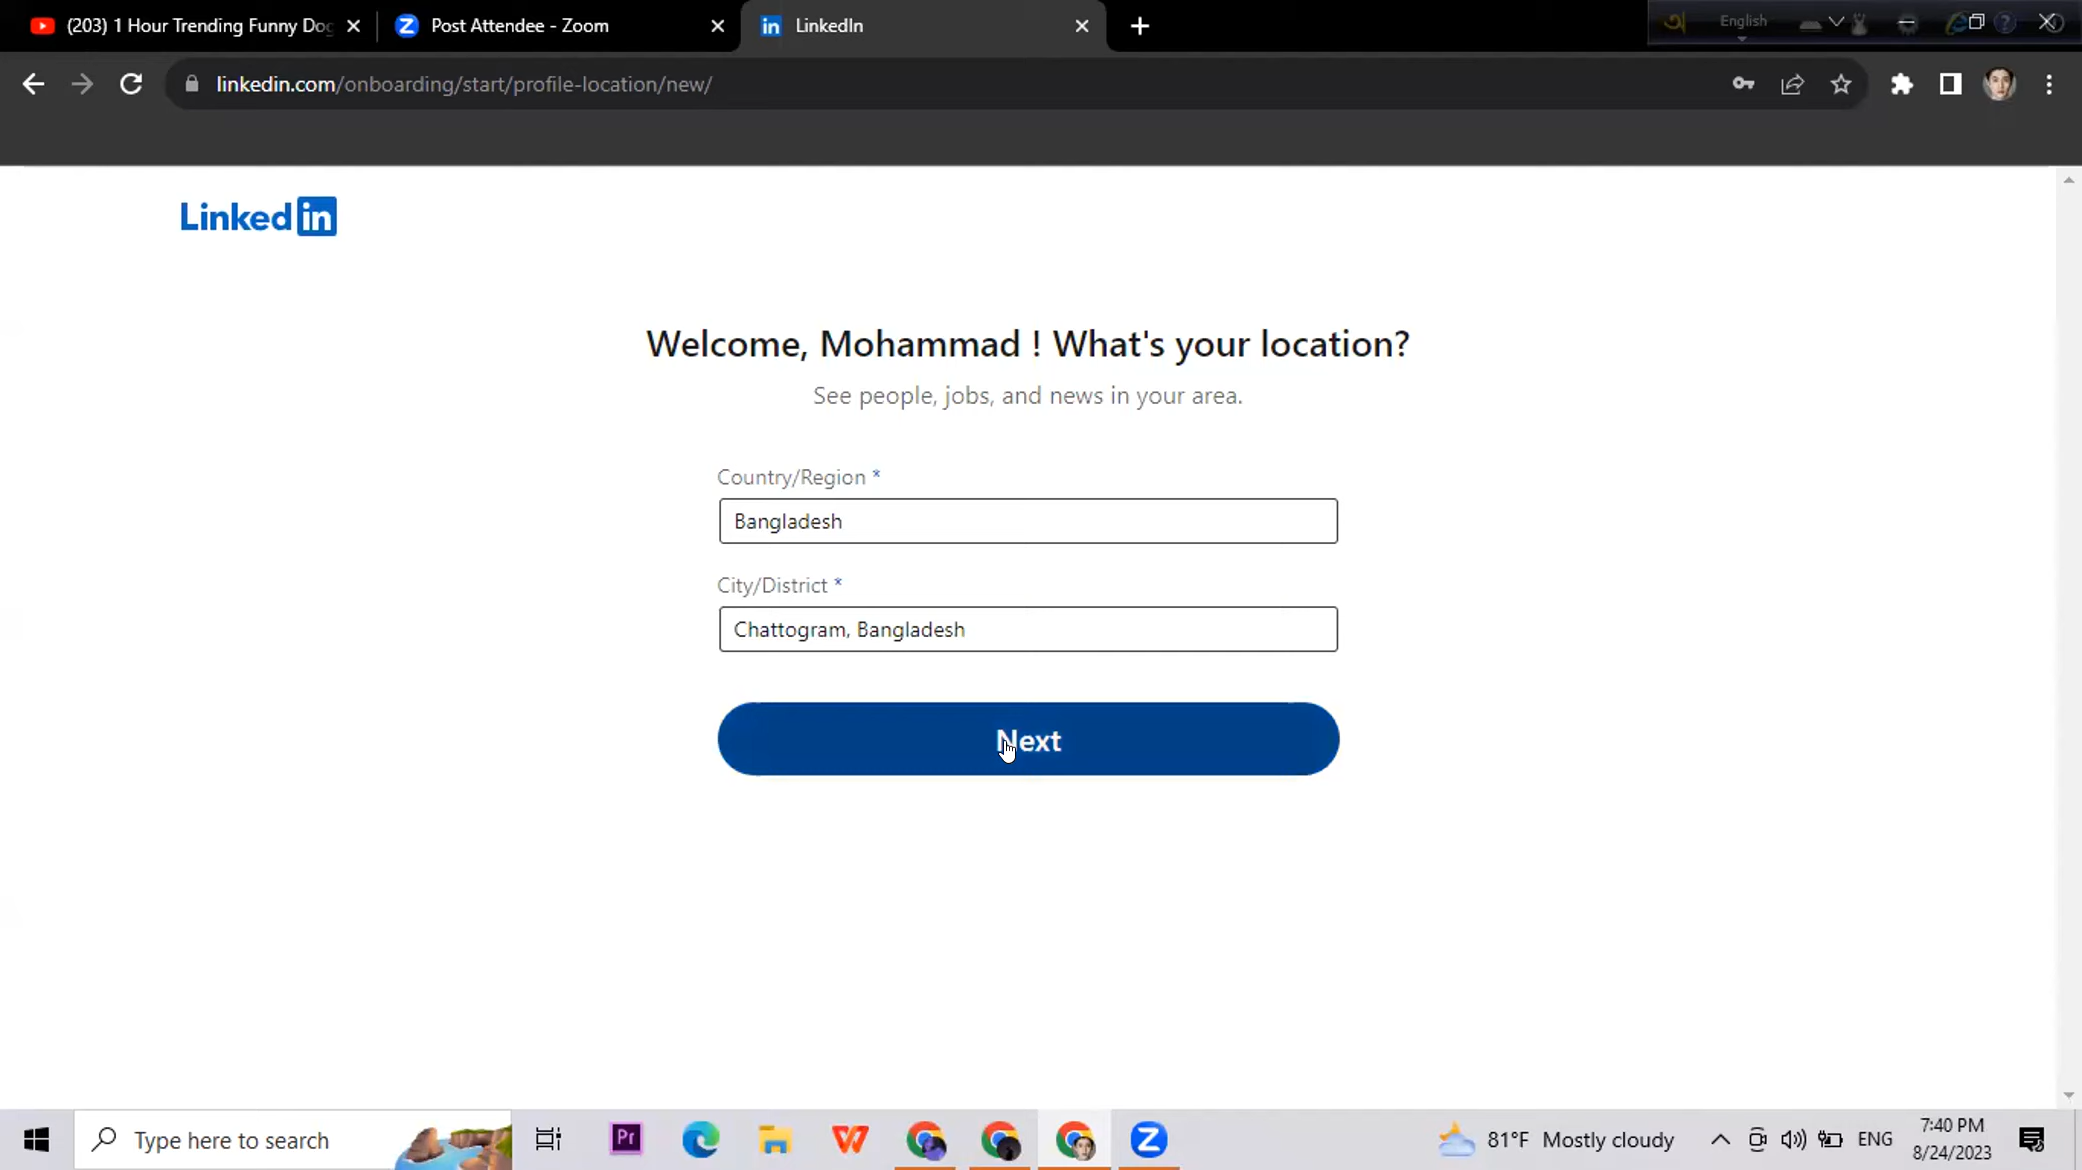 (203) 1 Hour Trending Funny Dog
Post Attendee - Zoom
LinkedIn
English
linkedin.com/onboarding/start/profile-location/new/
Linked in
Welcome, Mohammad ! What's your location?
See people, jobs, and news in your area.
Country/Region *
Bangladesh
City/District *
Chattogram, Bangladesh
Next
Type here to search
Pr
81°F Mostly cloudy
ENG
7:40 PM
8/24/2023